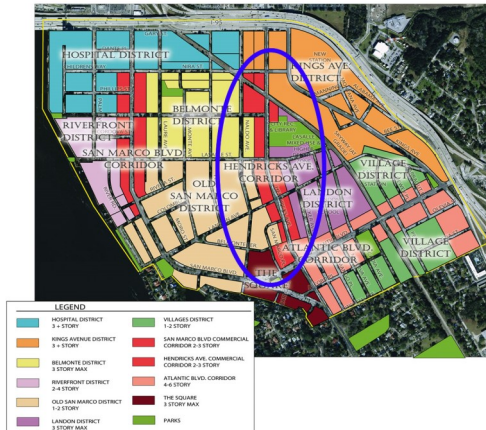 HOSPITAL DISTRICT
KINGS AVE.
DISTRICT
BELMONTE
DISTRICT
RIVERFRONT
DISTRICT
SAN MARCO BLVD.
CORRIDOR
HENDRICKS AVE.
CORRIDOR
VILLAGE
DISTRICT
OLD
SAN MARCO
DISTRICT
LANDON
DISTRICT
ATLANTIC BLVD.
CORRIDOR
VILLAGE
DISTRICT
THE
SQUARE
SAN MARCO BLVD.
LEGEND
HOSPITAL DISTRICT
3 + STORY
KINGS AVENUE DISTRICT
3 + STORY
BELMONTE DISTRICT
3 STORY MAX
RIVERFRONT DISTRICT
2-4 STORY
OLD SAN MARCO DISTRICT
1-2 STORY
LANDON DISTRICT
3 STORY MAX
VILLAGES DISTRICT
1-2 STORY
SAN MARCO BLVD COMMERCIAL
CORRIDOR 2-3 STORY
HENDRICKS AVE. COMMERCIAL
CORRIDOR 2-3 STORY
ATLANTIC BLVD. CORRIDOR
4-6 STORY
THE SQUARE
3 STORY MAX
PARKS